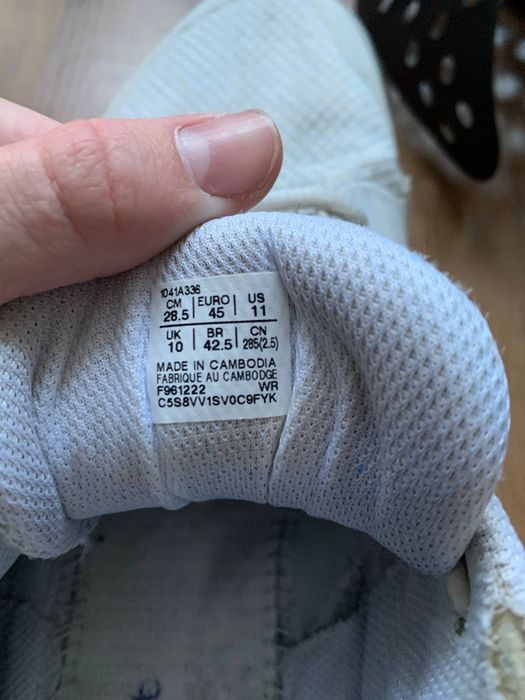 1041A336
CM EURO US
28.5 45 11
UK BR CN
10 42.5 285(2.5)
MADE IN CAMBODIA
FABRIQUE AU CAMBODGE
F961222 WR
C5S8VV1SV0C9FYK